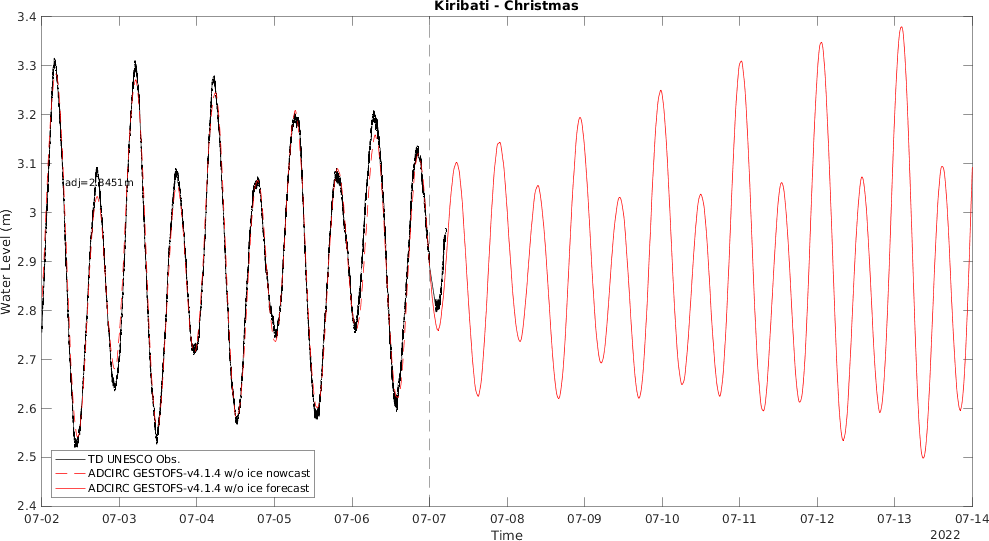 Kiribati - Christmas
3.4
3.3
3.2
3.1
3
2.9
2.8
2.7
2.6
2.5
2.4
Water Level (m)
TD UNESCO Obs.
ADCIRC GESTOFS-v4.1.4 w/o ice nowcast
ADCIRC GESTOFS-v4.1.4 w/o ice forecast
07-02 07-03 07-04 07-05 07-06 07-07 07-08 07-09 07-10 07-11 07-12 07-13 07-14
Time
2022